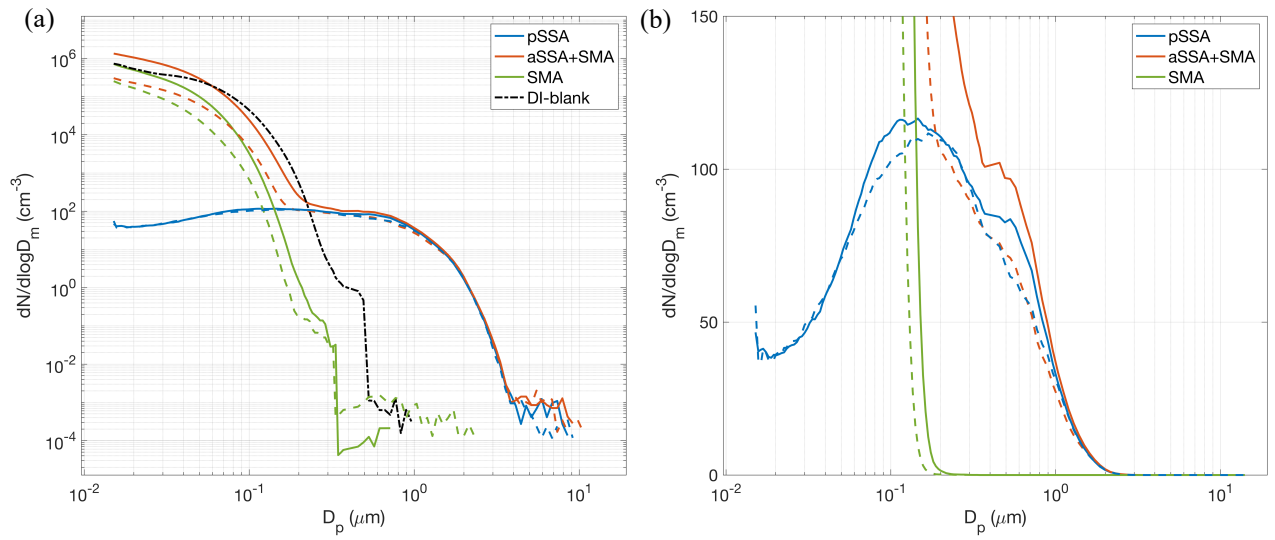 (a)
pSSA
aSSA+SMA
SMA
DI-blank
10^6
10^4
10^2
10^0
10^-2
10^-4
dN/dlogD_m (cm^-3)
10^-2
10^-1
10^0
10^1
D_p (μm)
(b)
pSSA
aSSA+SMA
SMA
150
100
50
0
dN/dlogD_m (cm^-3)
10^-2
10^-1
10^0
10^1
D_p (μm)